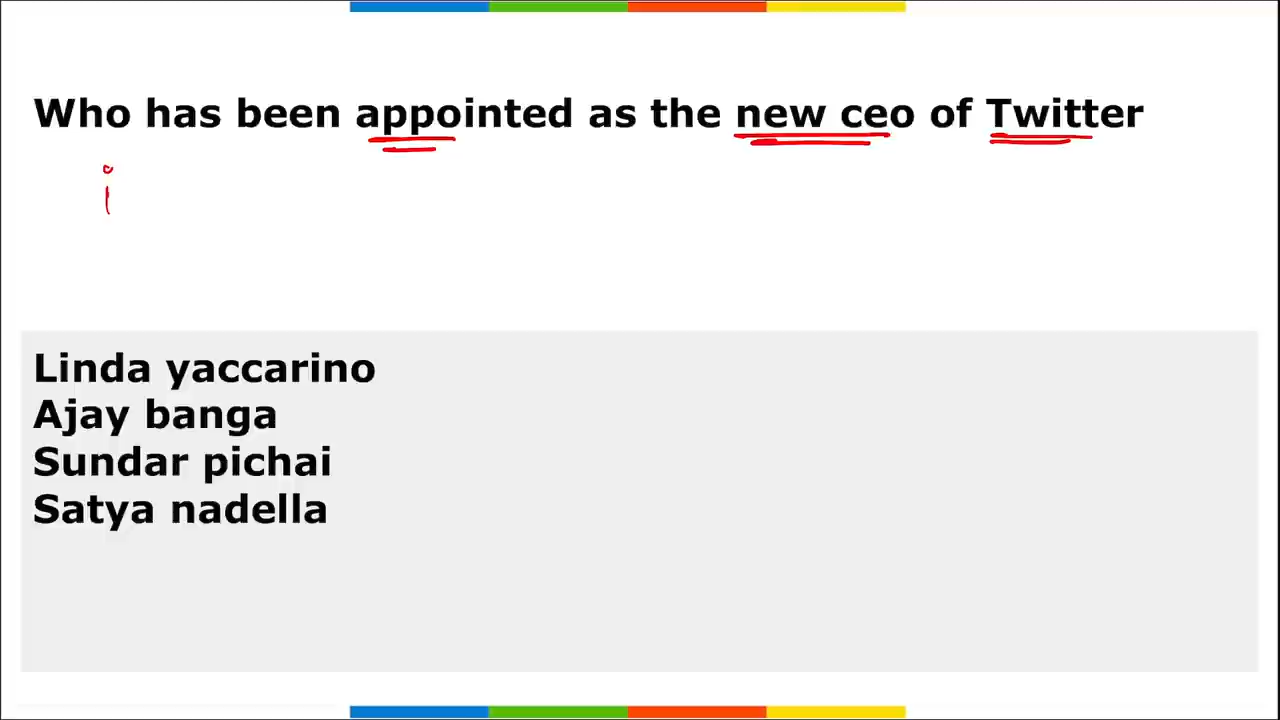 Who has been appointed as the new ceo of Twitter
i
Linda yaccarino
Ajay banga
Sundar pichai
Satya nadella